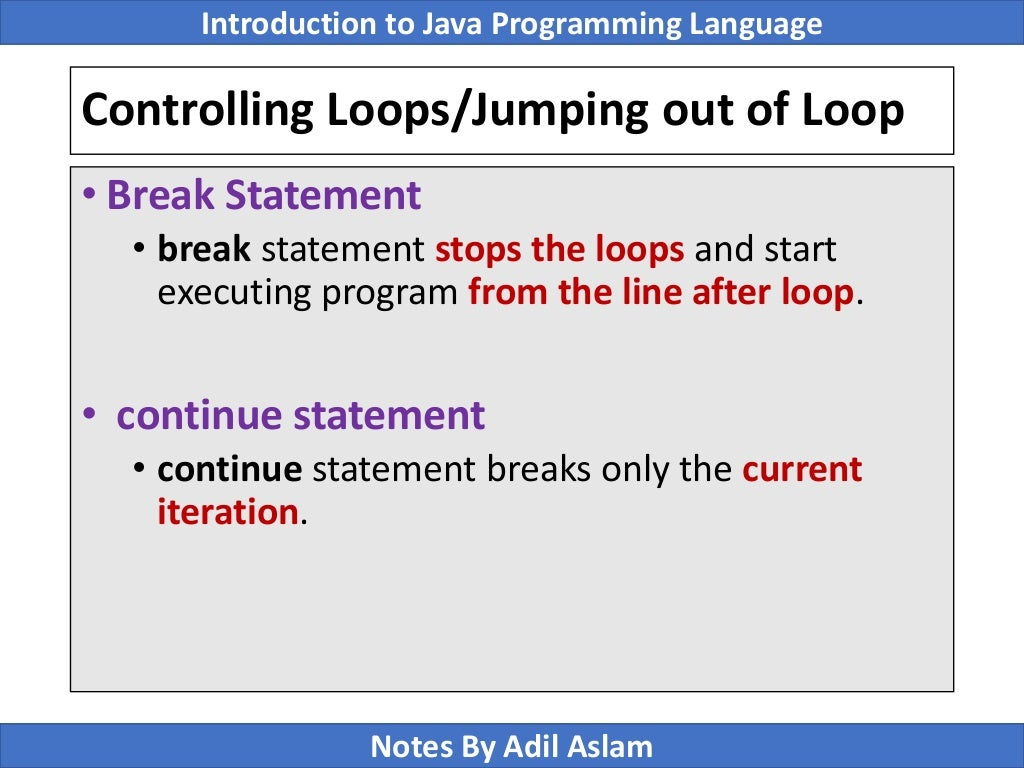 Introduction to Java Programming Language
Controlling Loops/Jumping out of Loop
• Break Statement
• break statement stops the loops and start
executing program from the line after loop.
• continue statement
• continue statement breaks only the current
iteration.
Notes By Adil Aslam